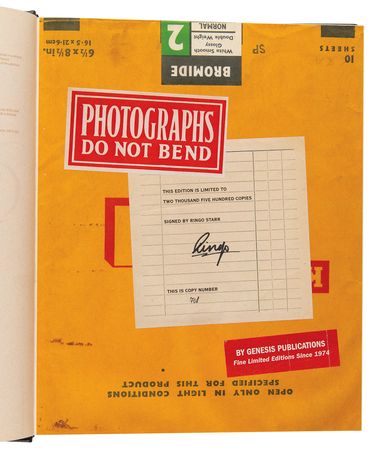 10
SHEETS
SP
BROMIDE
2
White Smooth
Glossy
Double Weight
NORMAL
6½ x 8½ in.
16·5 x 21·6cm
PHOTOGRAPHS
DO NOT BEND
THIS EDITION IS LIMITED TO
TWO THOUSAND FIVE HUNDRED COPIES
SIGNED BY RINGO STARR
Ringo
THIS IS COPY NUMBER
BY GENESIS PUBLICATIONS
Fine Limited Editions Since 1974
OPEN ONLY IN LIGHT CONDITIONS
SPECIFIED FOR THIS PRODUCT